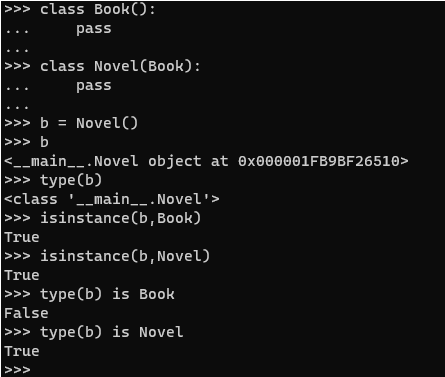 >>> class Book():
...     pass
...
>>> class Novel(Book):
...     pass
...
>>> b = Novel()
>>> b
<__main__.Novel object at 0x000001FB9BF26510>
>>> type(b)
<class '__main__.Novel'>
>>> isinstance(b,Book)
True
>>> isinstance(b,Novel)
True
>>> type(b) is Book
False
>>> type(b) is Novel
True
>>>